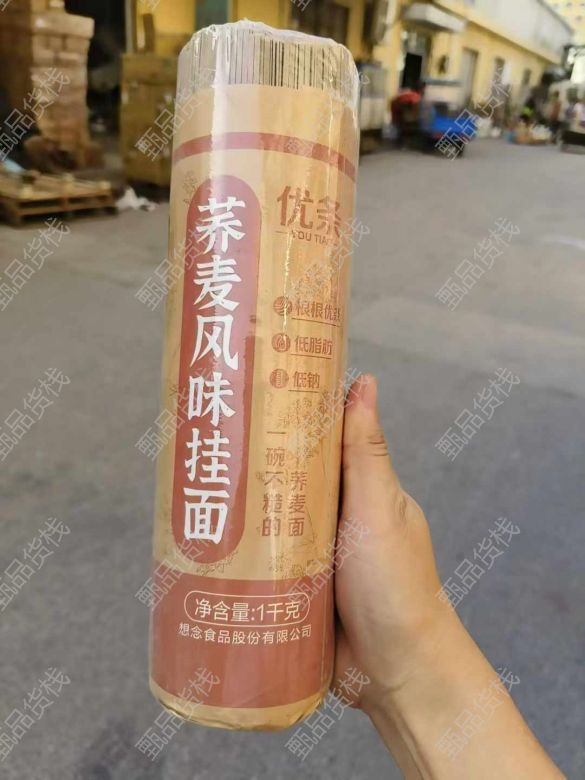 荞麦风味挂面
优条
YOU TIAO
根根优条
低脂肪
低钠
一碗不糙的
荞麦面
净含量:1千克
想念食品股份有限公司
甄品货栈